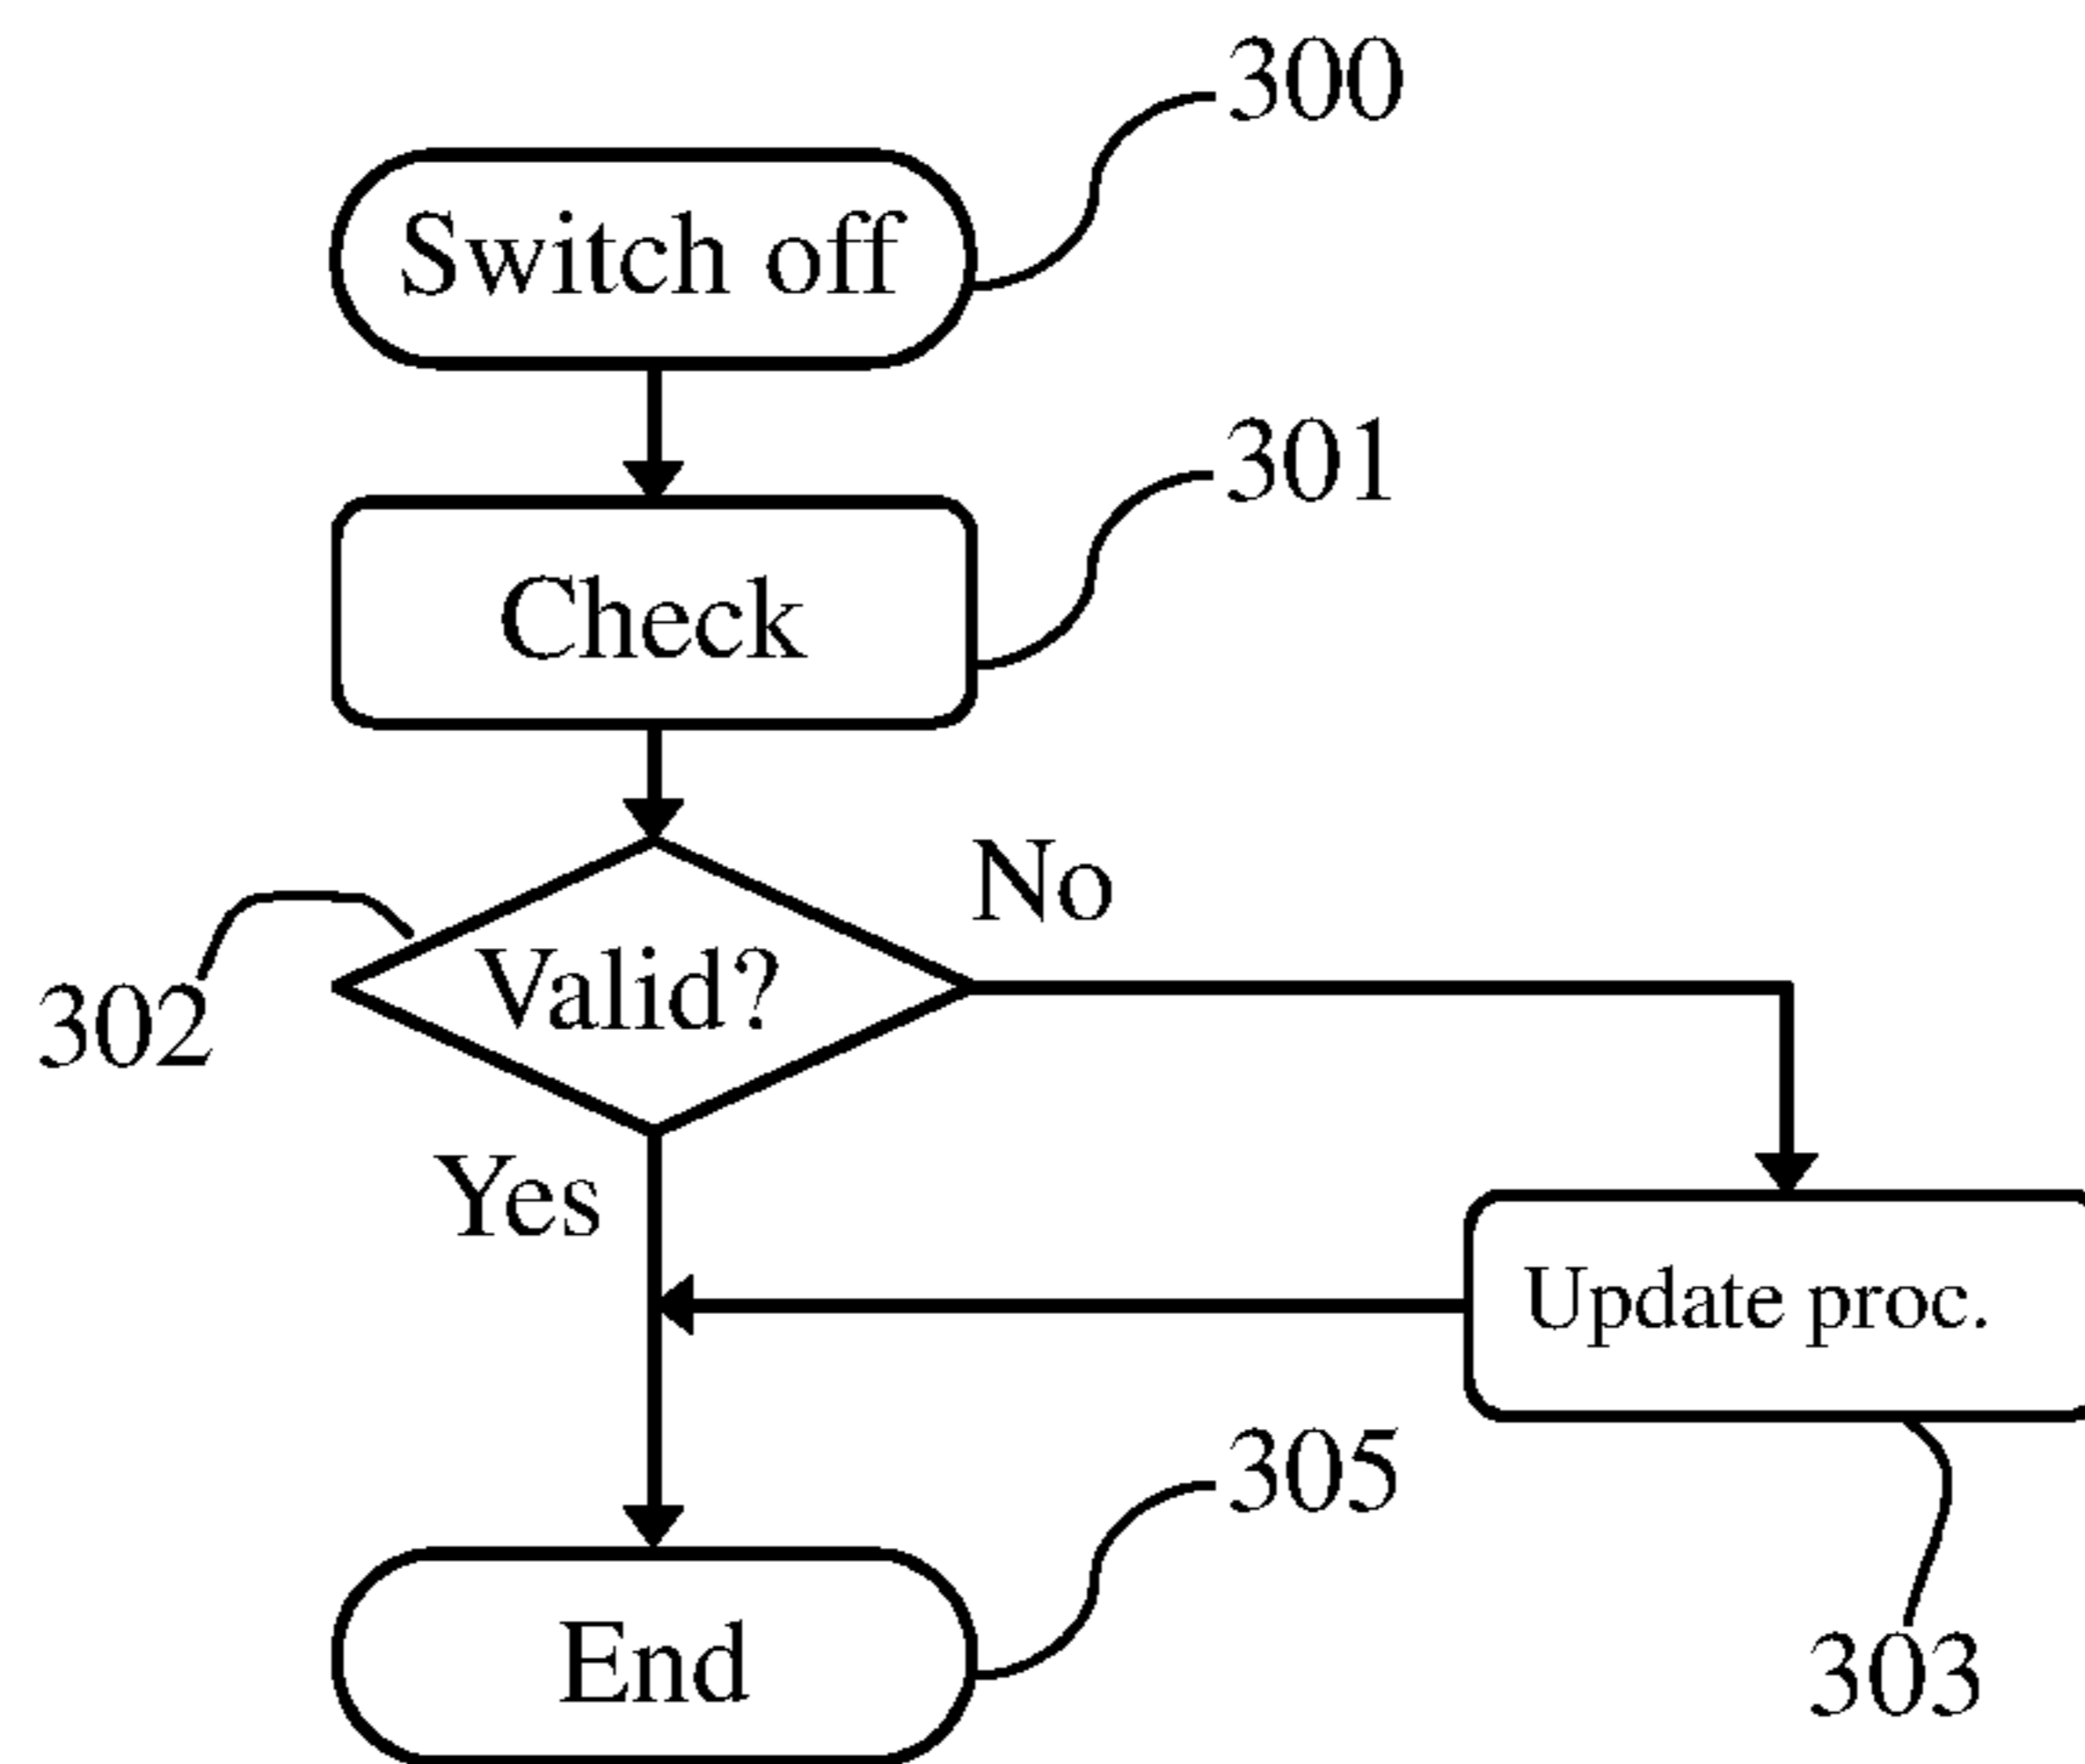 300
Switch off
301
Check
No
302
Valid?
Yes
Update proc.
305
End
303